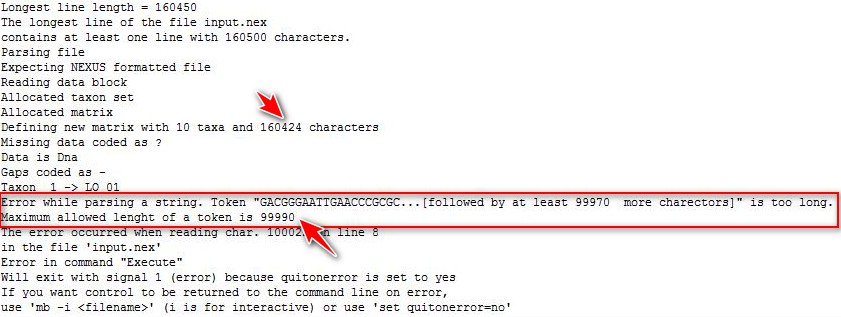 Longest line length = 160450
The longest line of the file input.nex
contains at least one line with 160500 characters.
Parsing file
Expecting NEXUS formatted file
Reading data block
Allocated taxon set
Allocated matrix
Defining new matrix with 10 taxa and 160424 characters
Missing data coded as ?
Data is Dna
Gaps coded as -
Taxon  1 -> LO_01
Error while parsing a string. Token "GACGGGAATTGAACCCGCGC...[followed by at least 99970  more charectors]" is too long.
Maximum allowed lenght of a token is 99990
The error occurred when reading char. on line 8
in the file 'input.nex'
Error in command "Execute"
Will exit with signal 1 (error) because quitonerror is set to yes
If you want control to be returned to the command line on error,
use 'mb -i <filename>' (i is for interactive) or use 'set quitonerror=no'